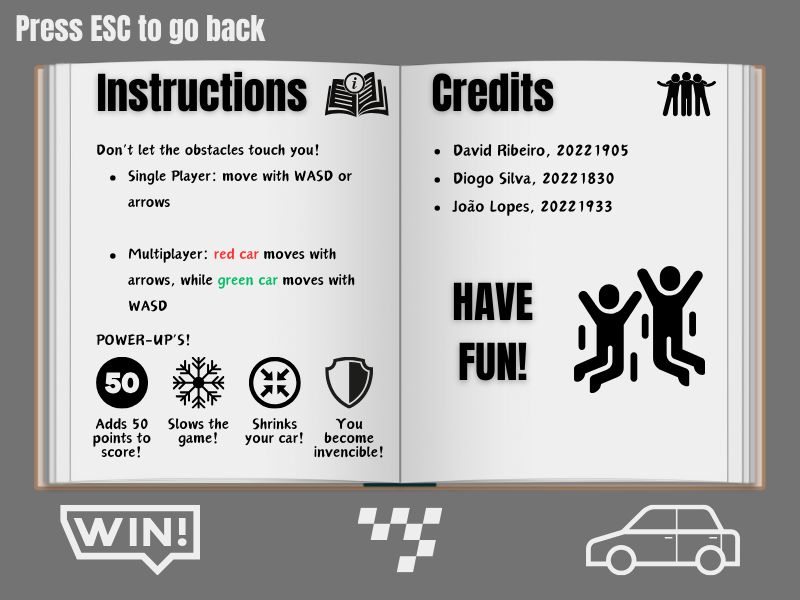 Press ESC to go back
Instructions
i
Don't let the obstacles touch you!
• Single Player: move with WASD or
arrows
• Multiplayer: red car moves with
arrows, while green car moves with
WASD
POWER-UP'S!
50
Adds 50
points to
score!
Slows the
game!
Shrinks
your car!
You
become
invencible!
Credits
• David Ribeiro, 20221905
• Diogo Silva, 20221830
• João Lopes, 20221933
HAVE
FUN!
WIN!